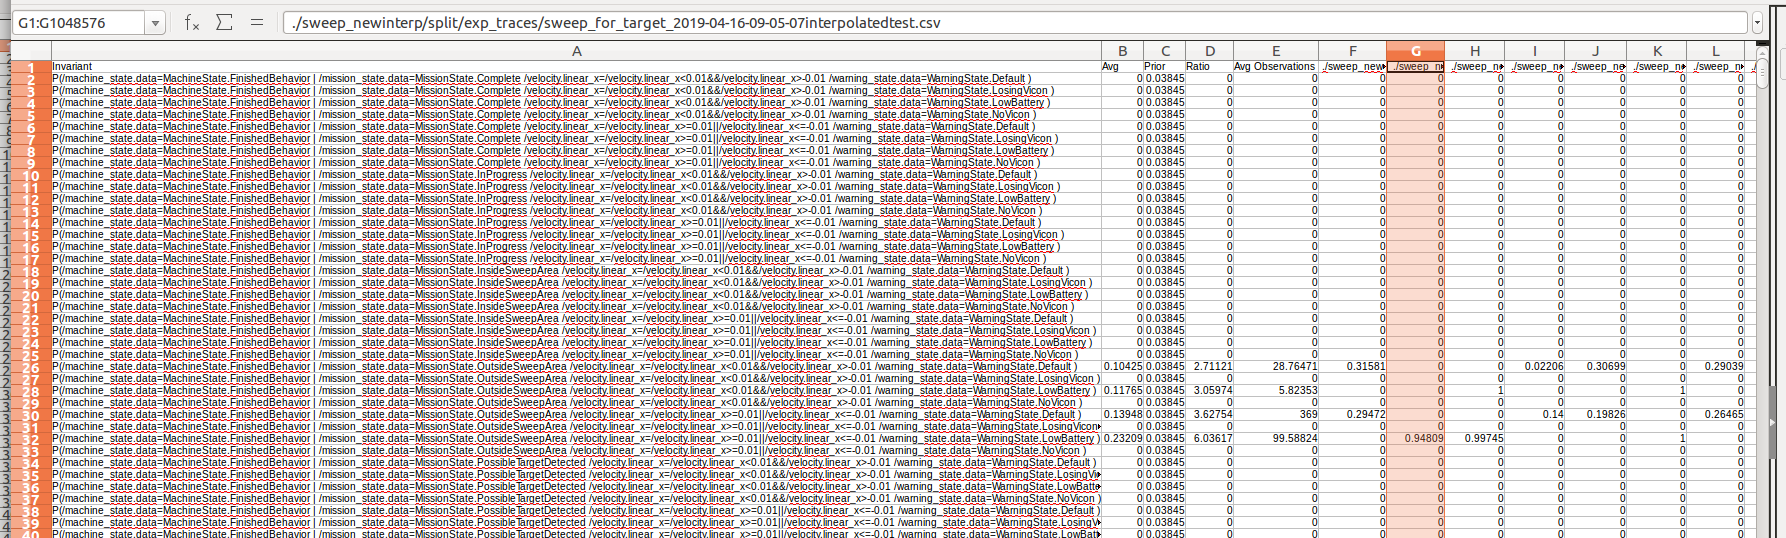 G1:G1048576 fx Σ = ./sweep_newinterp/split/exp_traces/sweep_for_target_2019-04-16-09-05-07interpolatedtest.csv
A B C D E F G H I J K L
1 Invariant Avg Prior Ratio Avg Observations ./sweep_new ./sweep_n ./sweep_ne ./sweep_ne ./sweep_ne ./sweep_ne ./sweep_ne
2 P(/machine_state.data=MachineState.FinishedBehavior | /mission_state.data=MissionState.Complete /velocity.linear_x=/velocity.linear_x<0.01&&/velocity.linear_x>-0.01 /warning_state.data=WarningState.Default ) 0 0.03845 0 0 0 0 0 0 0 0 0
3 P(/machine_state.data=MachineState.FinishedBehavior | /mission_state.data=MissionState.Complete /velocity.linear_x=/velocity.linear_x<0.01&&/velocity.linear_x>-0.01 /warning_state.data=WarningState.LosingVicon ) 0 0.03845 0 0 0 0 0 0 0 0 0
4 P(/machine_state.data=MachineState.FinishedBehavior | /mission_state.data=MissionState.Complete /velocity.linear_x=/velocity.linear_x<0.01&&/velocity.linear_x>-0.01 /warning_state.data=WarningState.LowBattery ) 0 0.03845 0 0 0 0 0 0 0 0 0
5 P(/machine_state.data=MachineState.FinishedBehavior | /mission_state.data=MissionState.Complete /velocity.linear_x=/velocity.linear_x<0.01&&/velocity.linear_x>-0.01 /warning_state.data=WarningState.NoVicon ) 0 0.03845 0 0 0 0 0 0 0 0 0
6 P(/machine_state.data=MachineState.FinishedBehavior | /mission_state.data=MissionState.Complete /velocity.linear_x=/velocity.linear_x>=0.01||/velocity.linear_x<=-0.01 /warning_state.data=WarningState.Default ) 0 0.03845 0 0 0 0 0 0 0 0 0
7 P(/machine_state.data=MachineState.FinishedBehavior | /mission_state.data=MissionState.Complete /velocity.linear_x=/velocity.linear_x>=0.01||/velocity.linear_x<=-0.01 /warning_state.data=WarningState.LosingVicon ) 0 0.03845 0 0 0 0 0 0 0 0 0
8 P(/machine_state.data=MachineState.FinishedBehavior | /mission_state.data=MissionState.Complete /velocity.linear_x=/velocity.linear_x>=0.01||/velocity.linear_x<=-0.01 /warning_state.data=WarningState.LowBattery ) 0 0.03845 0 0 0 0 0 0 0 0 0
9 P(/machine_state.data=MachineState.FinishedBehavior | /mission_state.data=MissionState.Complete /velocity.linear_x=/velocity.linear_x>=0.01||/velocity.linear_x<=-0.01 /warning_state.data=WarningState.NoVicon ) 0 0.03845 0 0 0 0 0 0 0 0 0
10 P(/machine_state.data=MachineState.FinishedBehavior | /mission_state.data=MissionState.InProgress /velocity.linear_x=/velocity.linear_x<0.01&&/velocity.linear_x>-0.01 /warning_state.data=WarningState.Default ) 0 0.03845 0 0 0 0 0 0 0 0 0
11 P(/machine_state.data=MachineState.FinishedBehavior | /mission_state.data=MissionState.InProgress /velocity.linear_x=/velocity.linear_x<0.01&&/velocity.linear_x>-0.01 /warning_state.data=WarningState.LosingVicon ) 0 0.03845 0 0 0 0 0 0 0 0 0
12 P(/machine_state.data=MachineState.FinishedBehavior | /mission_state.data=MissionState.InProgress /velocity.linear_x=/velocity.linear_x<0.01&&/velocity.linear_x>-0.01 /warning_state.data=WarningState.LowBattery ) 0 0.03845 0 0 0 0 0 0 0 0 0
13 P(/machine_state.data=MachineState.FinishedBehavior | /mission_state.data=MissionState.InProgress /velocity.linear_x=/velocity.linear_x<0.01&&/velocity.linear_x>-0.01 /warning_state.data=WarningState.NoVicon ) 0 0.03845 0 0 0 0 0 0 0 0 0
14 P(/machine_state.data=MachineState.FinishedBehavior | /mission_state.data=MissionState.InProgress /velocity.linear_x=/velocity.linear_x>=0.01||/velocity.linear_x<=-0.01 /warning_state.data=WarningState.Default ) 0 0.03845 0 0 0 0 0 0 0 0 0
15 P(/machine_state.data=MachineState.FinishedBehavior | /mission_state.data=MissionState.InProgress /velocity.linear_x=/velocity.linear_x>=0.01||/velocity.linear_x<=-0.01 /warning_state.data=WarningState.LosingVicon ) 0 0.03845 0 0 0 0 0 0 0 0 0
16 P(/machine_state.data=MachineState.FinishedBehavior | /mission_state.data=MissionState.InProgress /velocity.linear_x=/velocity.linear_x>=0.01||/velocity.linear_x<=-0.01 /warning_state.data=WarningState.LowBattery ) 0 0.03845 0 0 0 0 0 0 0 0 0
17 P(/machine_state.data=MachineState.FinishedBehavior | /mission_state.data=MissionState.InProgress /velocity.linear_x=/velocity.linear_x>=0.01||/velocity.linear_x<=-0.01 /warning_state.data=WarningState.NoVicon ) 0 0.03845 0 0 0 0 0 0 0 0 0
18 P(/machine_state.data=MachineState.FinishedBehavior | /mission_state.data=MissionState.InsideSweepArea /velocity.linear_x=/velocity.linear_x<0.01&&/velocity.linear_x>-0.01 /warning_state.data=WarningState.Default ) 0 0.03845 0 0 0 0 0 0 0 0 0
19 P(/machine_state.data=MachineState.FinishedBehavior | /mission_state.data=MissionState.InsideSweepArea /velocity.linear_x=/velocity.linear_x<0.01&&/velocity.linear_x>-0.01 /warning_state.data=WarningState.LosingVicon ) 0 0.03845 0 0 0 0 0 0 0 0 0
20 P(/machine_state.data=MachineState.FinishedBehavior | /mission_state.data=MissionState.InsideSweepArea /velocity.linear_x=/velocity.linear_x<0.01&&/velocity.linear_x>-0.01 /warning_state.data=WarningState.LowBattery ) 0 0.03845 0 0 0 0 0 0 0 0 0
21 P(/machine_state.data=MachineState.FinishedBehavior | /mission_state.data=MissionState.InsideSweepArea /velocity.linear_x=/velocity.linear_x<0.01&&/velocity.linear_x>-0.01 /warning_state.data=WarningState.NoVicon ) 0 0.03845 0 0 0 0 0 0 0 0 0
22 P(/machine_state.data=MachineState.FinishedBehavior | /mission_state.data=MissionState.InsideSweepArea /velocity.linear_x=/velocity.linear_x>=0.01||/velocity.linear_x<=-0.01 /warning_state.data=WarningState.Default ) 0 0.03845 0 0 0 0 0 0 0 0 0
23 P(/machine_state.data=MachineState.FinishedBehavior | /mission_state.data=MissionState.InsideSweepArea /velocity.linear_x=/velocity.linear_x>=0.01||/velocity.linear_x<=-0.01 /warning_state.data=WarningState.LosingVicon ) 0 0.03845 0 0 0 0 0 0 0 0 0
24 P(/machine_state.data=MachineState.FinishedBehavior | /mission_state.data=MissionState.InsideSweepArea /velocity.linear_x=/velocity.linear_x>=0.01||/velocity.linear_x<=-0.01 /warning_state.data=WarningState.LowBattery ) 0 0.03845 0 0 0 0 0 0 0 0 0
25 P(/machine_state.data=MachineState.FinishedBehavior | /mission_state.data=MissionState.InsideSweepArea /velocity.linear_x=/velocity.linear_x>=0.01||/velocity.linear_x<=-0.01 /warning_state.data=WarningState.NoVicon ) 0 0.03845 0 0 0 0 0 0 0 0 0
26 P(/machine_state.data=MachineState.FinishedBehavior | /mission_state.data=MissionState.OutsideSweepArea /velocity.linear_x=/velocity.linear_x<0.01&&/velocity.linear_x>-0.01 /warning_state.data=WarningState.Default ) 0.10425 0.03845 2.71121 28.76471 0.31581 0 0 0.02206 0.30699 0 0.29039
27 P(/machine_state.data=MachineState.FinishedBehavior | /mission_state.data=MissionState.OutsideSweepArea /velocity.linear_x=/velocity.linear_x<0.01&&/velocity.linear_x>-0.01 /warning_state.data=WarningState.LosingVicon ) 0 0.03845 0 0 0 0 0 0 0 0 0
28 P(/machine_state.data=MachineState.FinishedBehavior | /mission_state.data=MissionState.OutsideSweepArea /velocity.linear_x=/velocity.linear_x<0.01&&/velocity.linear_x>-0.01 /warning_state.data=WarningState.LowBattery ) 0.11765 0.03845 3.05974 5.82353 0 0 1 0 0 1 0
29 P(/machine_state.data=MachineState.FinishedBehavior | /mission_state.data=MissionState.OutsideSweepArea /velocity.linear_x=/velocity.linear_x<0.01&&/velocity.linear_x>-0.01 /warning_state.data=WarningState.NoVicon ) 0 0.03845 0 0 0 0 0 0 0 0 0
30 P(/machine_state.data=MachineState.FinishedBehavior | /mission_state.data=MissionState.OutsideSweepArea /velocity.linear_x=/velocity.linear_x>=0.01||/velocity.linear_x<=-0.01 /warning_state.data=WarningState.Default ) 0.13948 0.03845 3.62754 369 0.29472 0 0 0.14 0.19826 0 0.26465
31 P(/machine_state.data=MachineState.FinishedBehavior | /mission_state.data=MissionState.OutsideSweepArea /velocity.linear_x=/velocity.linear_x>=0.01||/velocity.linear_x<=-0.01 /warning_state.data=WarningState.LosingVicon 0 0.03845 0 0 0 0 0 0 0 0 0
32 P(/machine_state.data=MachineState.FinishedBehavior | /mission_state.data=MissionState.OutsideSweepArea /velocity.linear_x=/velocity.linear_x>=0.01||/velocity.linear_x<=-0.01 /warning_state.data=WarningState.LowBattery ) 0.23209 0.03845 6.03617 99.58824 0 0.94809 0.99745 0 0 1 0
33 P(/machine_state.data=MachineState.FinishedBehavior | /mission_state.data=MissionState.OutsideSweepArea /velocity.linear_x=/velocity.linear_x>=0.01||/velocity.linear_x<=-0.01 /warning_state.data=WarningState.NoVicon ) 0 0.03845 0 0 0 0 0 0 0 0 0
34 P(/machine_state.data=MachineState.FinishedBehavior | /mission_state.data=MissionState.PossibleTargetDetected /velocity.linear_x=/velocity.linear_x<0.01&&/velocity.linear_x>-0.01 /warning_state.data=WarningState.Default ) 0 0.03845 0 0 0 0 0 0 0 0 0
35 P(/machine_state.data=MachineState.FinishedBehavior | /mission_state.data=MissionState.PossibleTargetDetected /velocity.linear_x=/velocity.linear_x<0.01&&/velocity.linear_x>-0.01 /warning_state.data=WarningState.LosingVi 0 0.03845 0 0 0 0 0 0 0 0 0
36 P(/machine_state.data=MachineState.FinishedBehavior | /mission_state.data=MissionState.PossibleTargetDetected /velocity.linear_x=/velocity.linear_x<0.01&&/velocity.linear_x>-0.01 /warning_state.data=WarningState.LowBatte 0 0.03845 0 0 0 0 0 0 0 0 0
37 P(/machine_state.data=MachineState.FinishedBehavior | /mission_state.data=MissionState.PossibleTargetDetected /velocity.linear_x=/velocity.linear_x<0.01&&/velocity.linear_x>-0.01 /warning_state.data=WarningState.NoVicon ) 0 0.03845 0 0 0 0 0 0 0 0 0
38 P(/machine_state.data=MachineState.FinishedBehavior | /mission_state.data=MissionState.PossibleTargetDetected /velocity.linear_x=/velocity.linear_x>=0.01||/velocity.linear_x<=-0.01 /warning_state.data=WarningState.Default ) 0 0.03845 0 0 0 0 0 0 0 0 0
39 P(/machine_state.data=MachineState.FinishedBehavior | /mission_state.data=MissionState.PossibleTargetDetected /velocity.linear_x=/velocity.linear_x>=0.01||/velocity.linear_x<=-0.01 /warning_state.data=WarningState.LosingV 0 0.03845 0 0 0 0 0 0 0 0 0
40 P(/machine_state.data=MachineState.FinishedBehavior | /mission_state.data=MissionState.PossibleTargetDetected /velocity.linear_x=/velocity.linear_x>=0.01||/velocity.linear_x<=-0.01 /warning_state.data=WarningState.LowBatt 0 0.03845 0 0 0 0 0 0 0 0 0